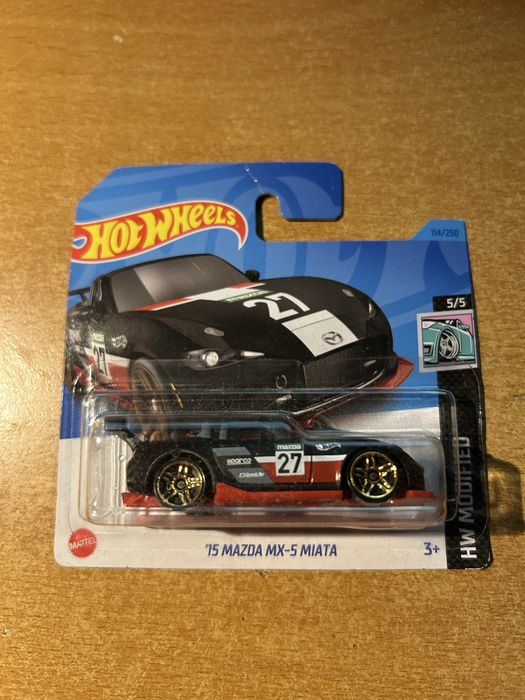 HOT WHEELS
114/250
5/5
27
27
mazda
sparco
27
HW MODIFIED
MATTEL
'15 MAZDA MX-5 MIATA
3+